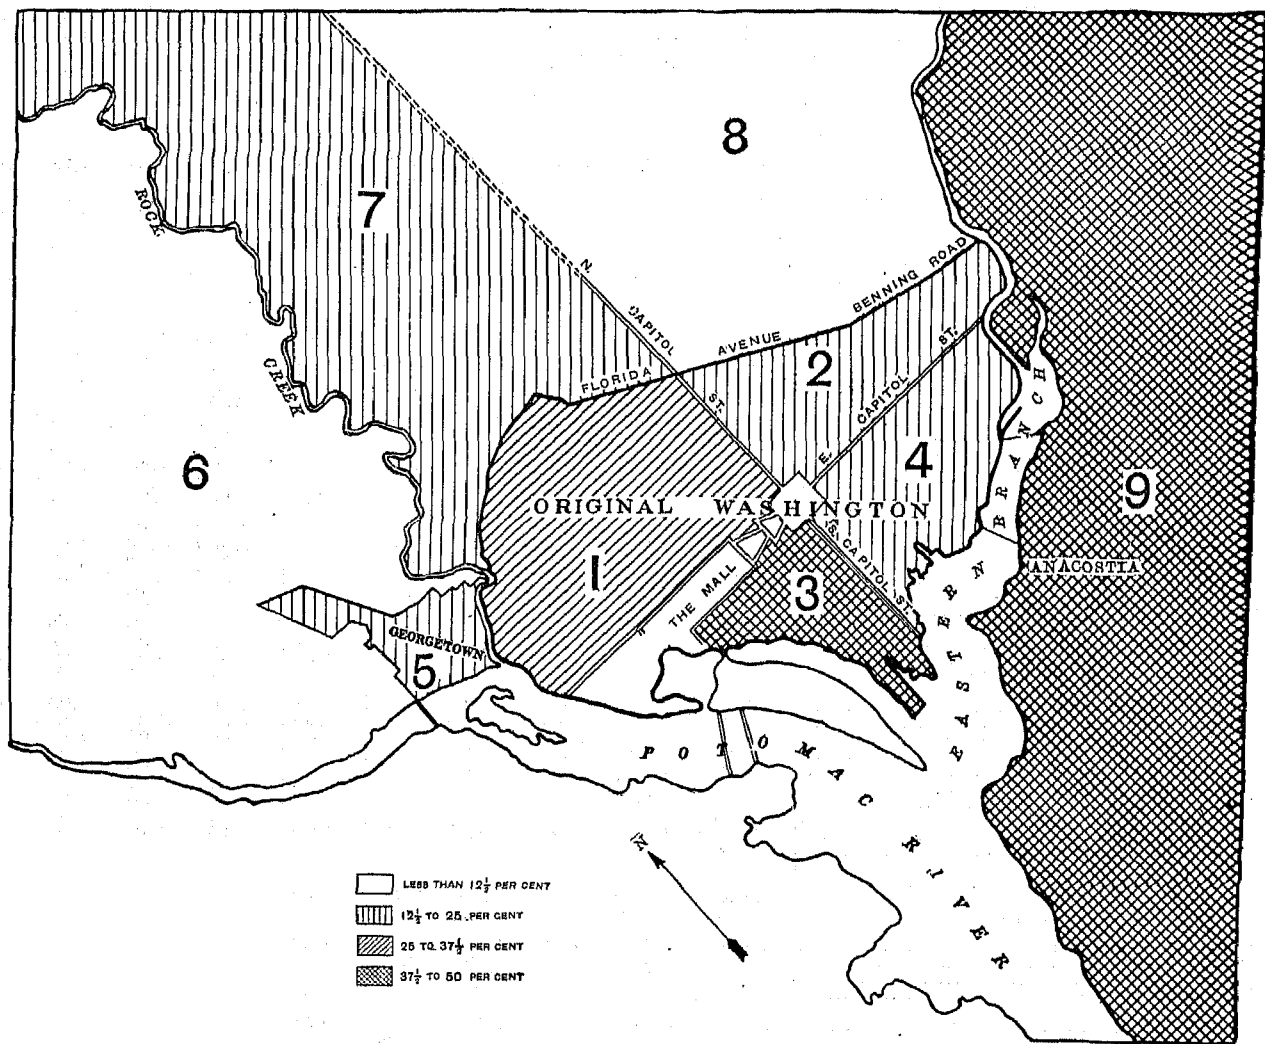 8
7
ROCK
CREEK
N. CAPITOL ST.
FLORIDA AVENUE
BENNING ROAD
2
E. CAPITOL ST.
4
6
9
ORIGINAL WASHINGTON
1
S. CAPITOL ST.
3
THE MALL
ANACOSTIA
GEORGETOWN
5
EASTERN BRANCH
POTOMAC RIVER
N
LESS THAN 12½ PER CENT
12½ TO 25 PER CENT
25 TO 37½ PER CENT
37½ TO 50 PER CENT